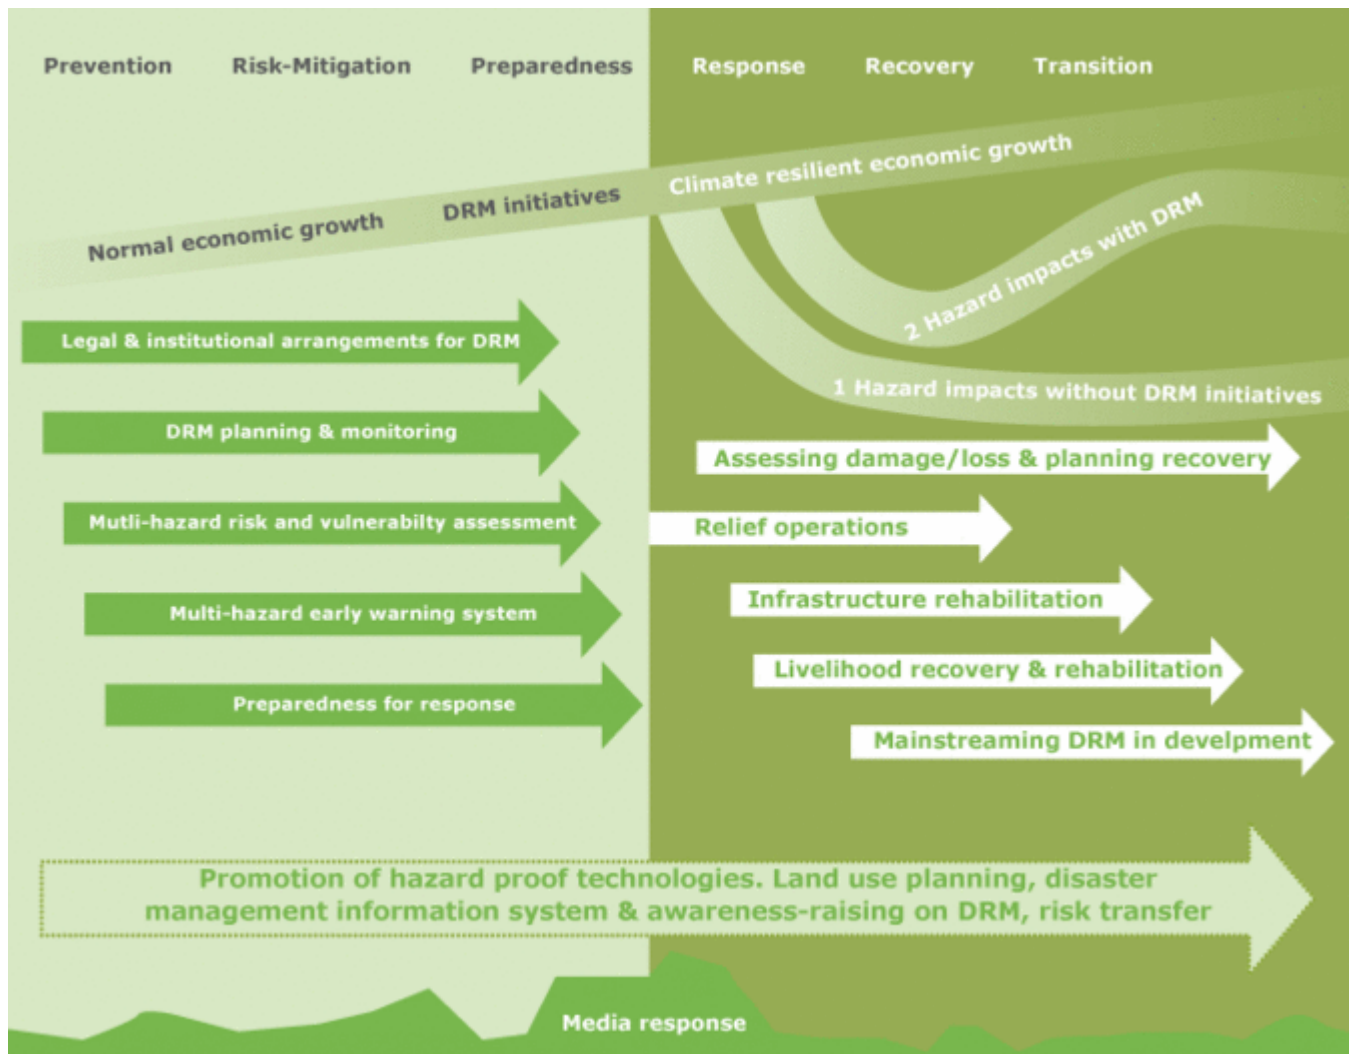 Prevention Risk-Mitigation Preparedness Response Recovery Transition
Normal economic growth DRM initiatives Climate resilient economic growth
2 Hazard impacts with DRM
1 Hazard impacts without DRM initiatives
Legal & institutional arrangements for DRM
DRM planning & monitoring
Mutli-hazard risk and vulnerabilty assessment
Multi-hazard early warning system
Preparedness for response
Assessing damage/loss & planning recovery
Relief operations
Infrastructure rehabilitation
Livelihood recovery & rehabilitation
Mainstreaming DRM in develpment
Promotion of hazard proof technologies. Land use planning, disaster
management information system & awareness-raising on DRM, risk transfer
Media response